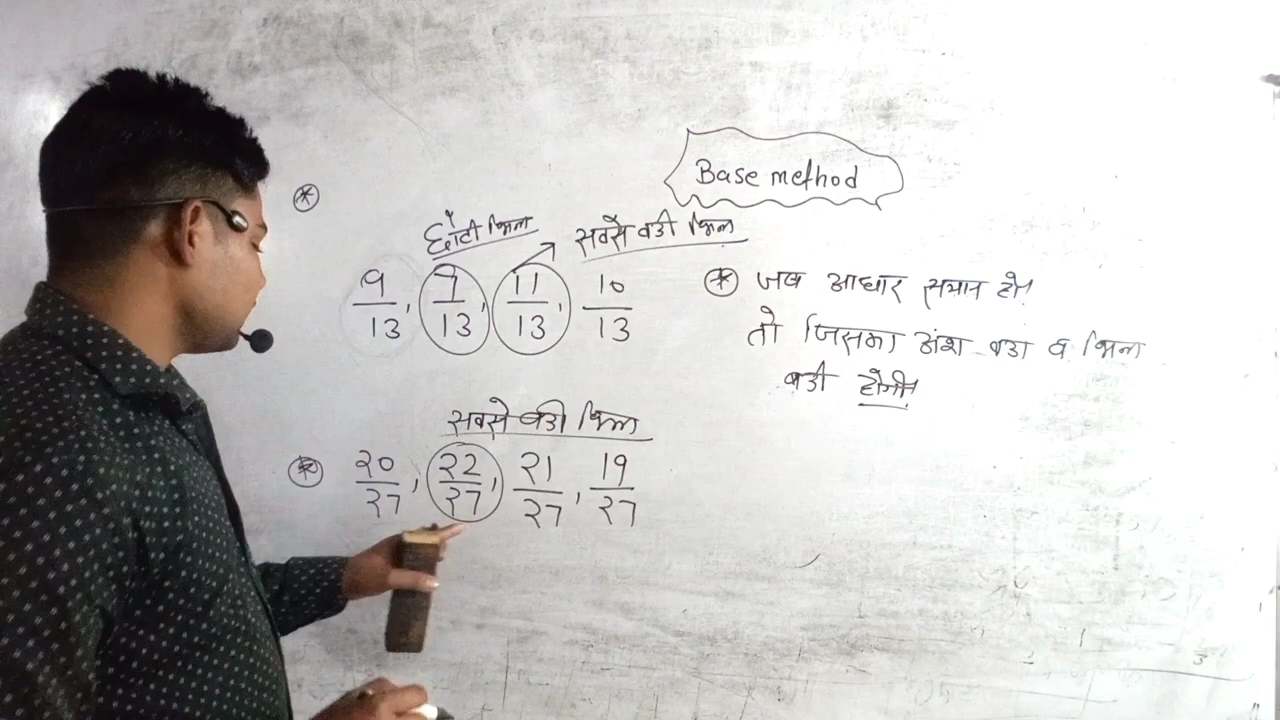 Base method
छोटी भिन्न
सबसे बडी भिन्न
9/13, 7/13, 11/13, 10/13
* जब आधार समान हो।
तो जिसका अंश बडा व भिन्न
बडी होगी।
सबसे बडी भिन्न
* 20/27, 22/27, 21/27, 19/27